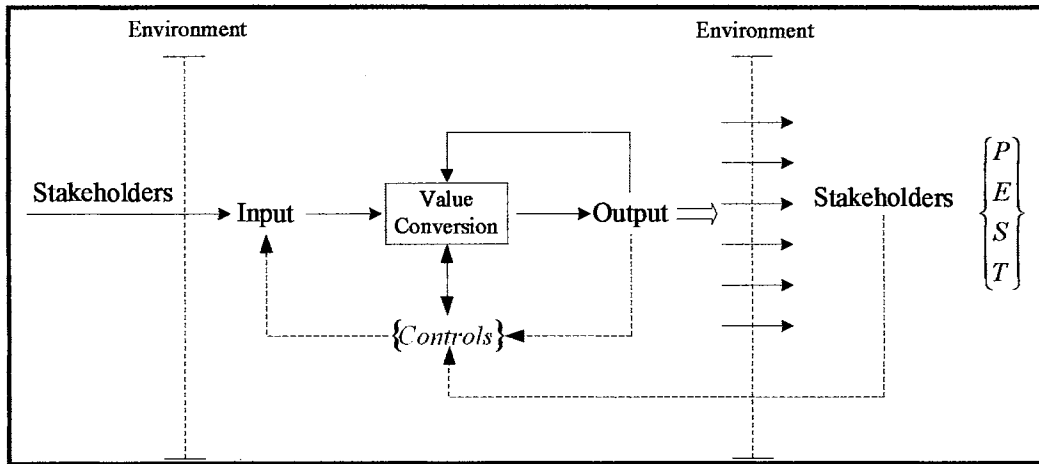 Environment
Environment
Stakeholders
Input
Value
Conversion
Output
Stakeholders
{Controls}
P
E
S
T